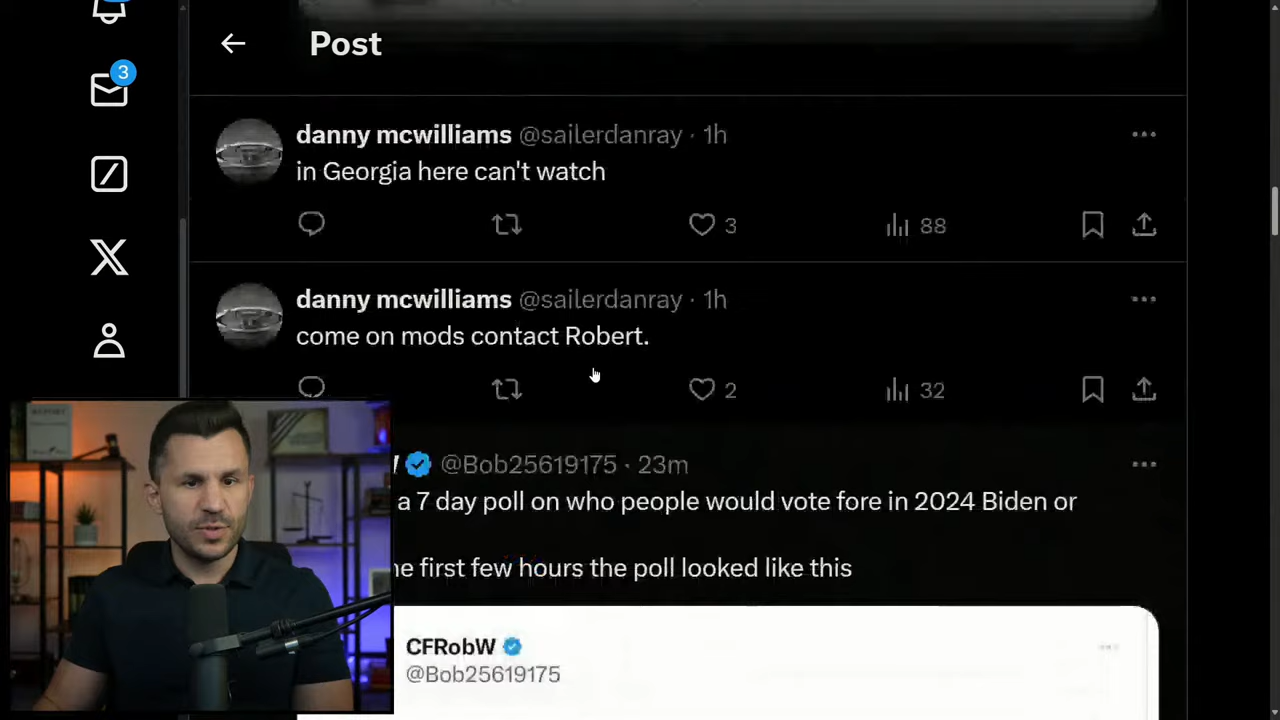 Post
3
danny mcwilliams @sailerdanray · 1h
in Georgia here can't watch
3
88
danny mcwilliams @sailerdanray · 1h
come on mods contact Robert.
2
32
@Bob25619175 · 23m
a 7 day poll on who people would vote fore in 2024 Biden or
first few hours the poll looked like this
CFRobW
@Bob25619175